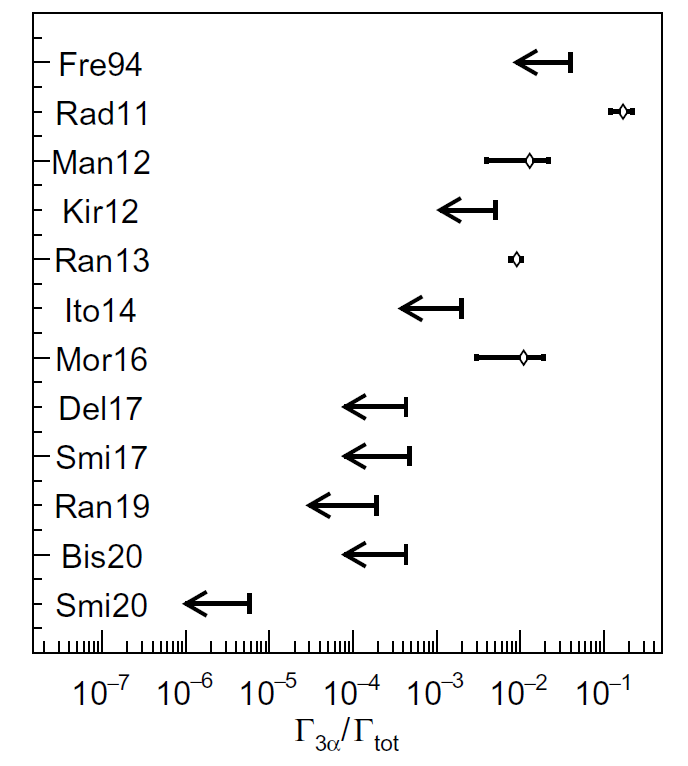 Fre94
Rad11
Man12
Kir12
Ran13
Ito14
Mor16
Del17
Smi17
Ran19
Bis20
Smi20
10⁻⁷ 10⁻⁶ 10⁻⁵ 10⁻⁴ 10⁻³ 10⁻² 10⁻¹
Γ₃α/Γtot